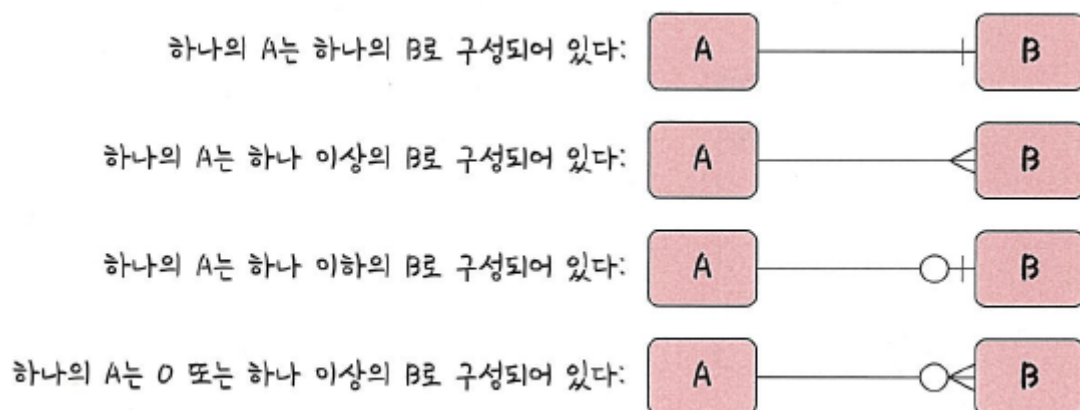 하나의 A는 하나의 B로 구성되어 있다: A B
하나의 A는 하나 이상의 B로 구성되어 있다: A B
하나의 A는 하나 이하의 B로 구성되어 있다: A B
하나의 A는 0 또는 하나 이상의 B로 구성되어 있다: A B